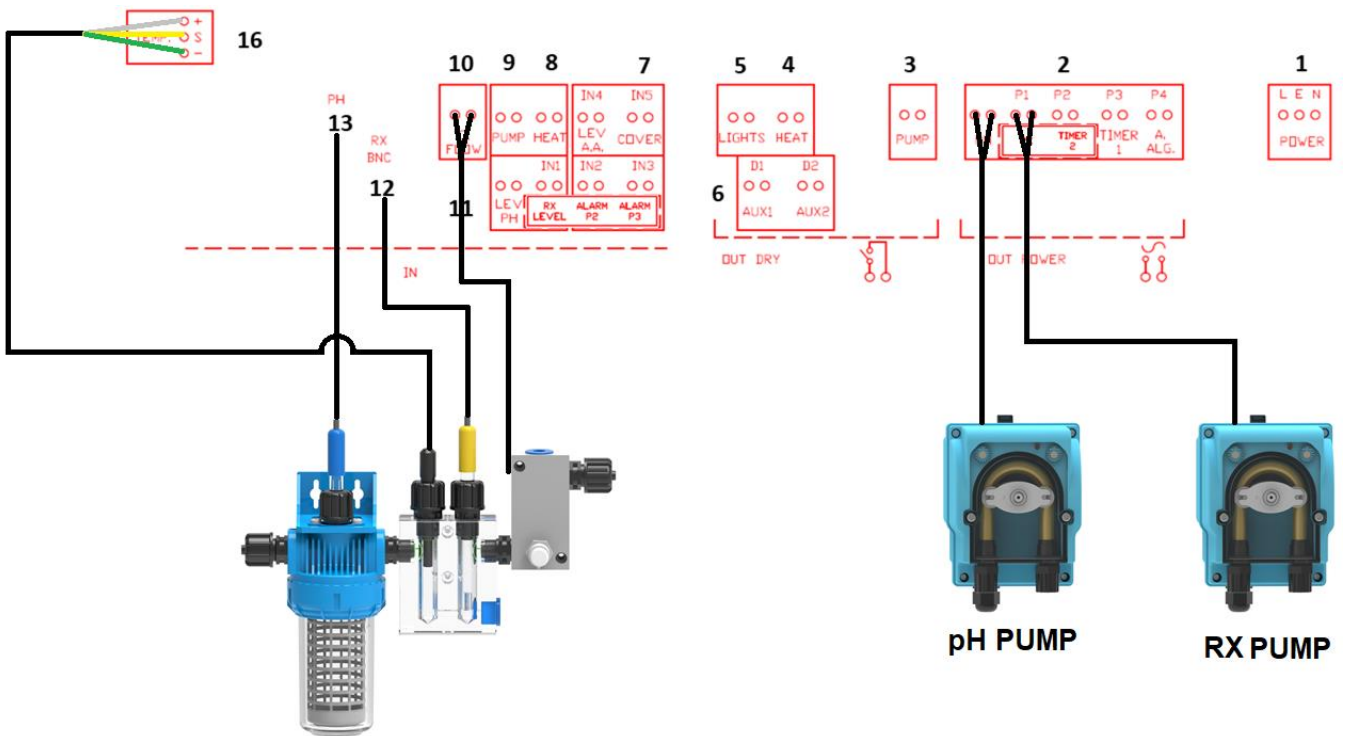 16
TEMP.
+
S
-
PH
13
RX
BNC
12
10
FLOW
11
9
8
7
PUMP
HEAT
IN4
LEV
A.A.
IN5
COVER
LEV
PH
IN1
RX
LEVEL
IN2
ALARM
P2
IN3
ALARM
P3
IN
5
4
LIGHTS
HEAT
6
D1
AUX1
D2
AUX2
OUT DRY
3
PUMP
2
P1
P2
TIMER
2
P3
TIMER
1
P4
A.
ALG.
OUT POWER
1
L E N
POWER
pH PUMP
RX PUMP